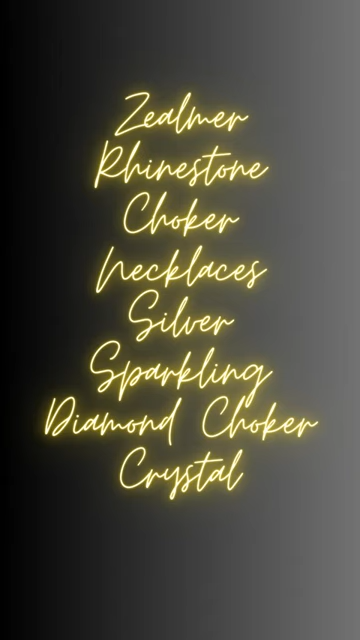 Zealmer
Rhinestone
Choker
Necklaces
Silver
Sparkling
Diamond Choker
Crystal